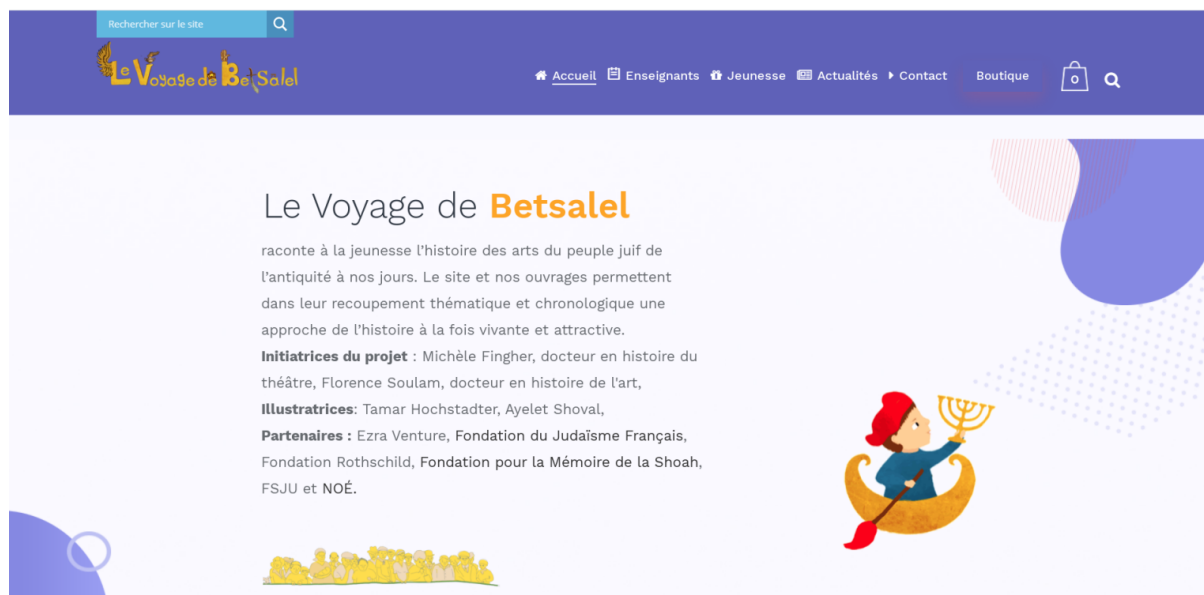 Rechercher sur le site
Le Voyage de BetSalel
Accueil Enseignants Jeunesse Actualités Contact Boutique 0
Le Voyage de Betsalel
raconte à la jeunesse l'histoire des arts du peuple juif de
l'antiquité à nos jours. Le site et nos ouvrages permettent
dans leur recoupement thématique et chronologique une
approche de l'histoire à la fois vivante et attractive.
Initiatrices du projet : Michèle Fingher, docteur en histoire du
théâtre, Florence Soulam, docteur en histoire de l'art,
Illustratrices: Tamar Hochstadter, Ayelet Shoval,
Partenaires : Ezra Venture, Fondation du Judaïsme Français,
Fondation Rothschild, Fondation pour la Mémoire de la Shoah,
FSJU et NOÉ.